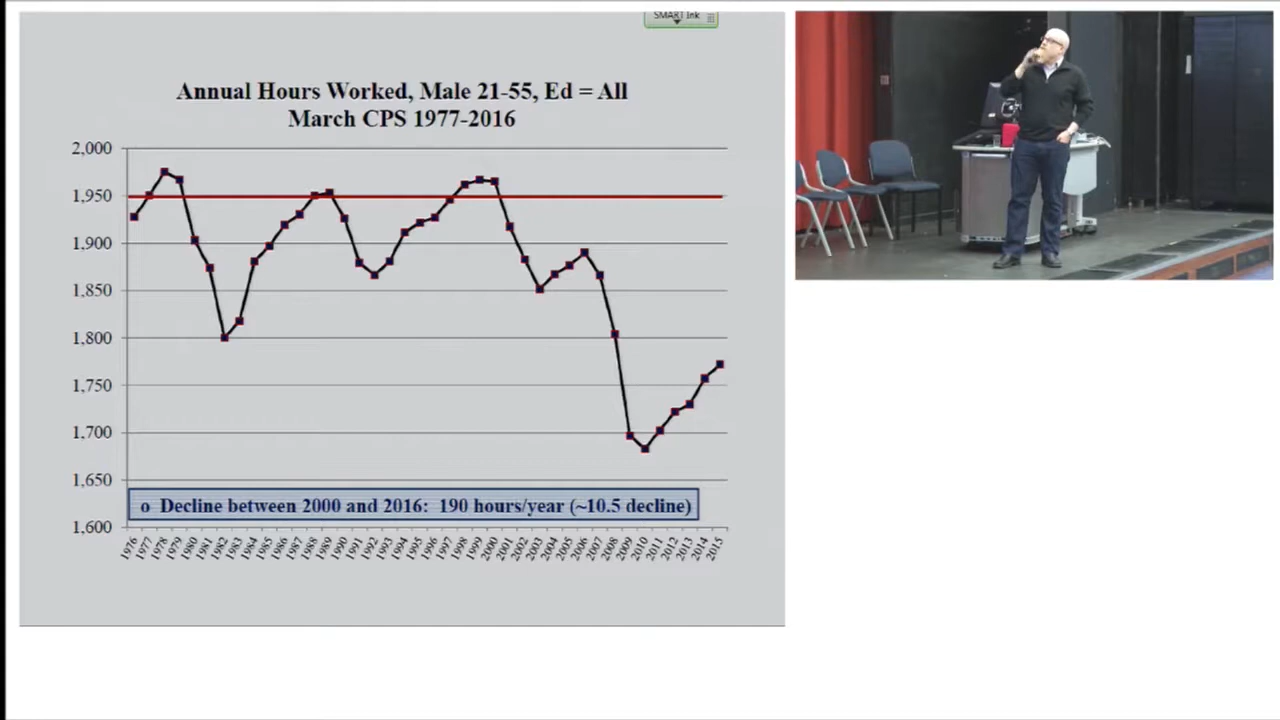 SMART Ink
Annual Hours Worked, Male 21-55, Ed = All
March CPS 1977-2016
2,000
1,950
1,900
1,850
1,800
1,750
1,700
1,650
1,600
o Decline between 2000 and 2016: 190 hours/year (~10.5 decline)
1976 1977 1978 1979 1980 1981 1982 1983 1984 1985 1986 1987 1988 1989 1990 1991 1992 1993 1994 1995 1996 1997 1998 1999 2000 2001 2002 2003 2004 2005 2006 2007 2008 2009 2010 2011 2012 2013 2014 2015